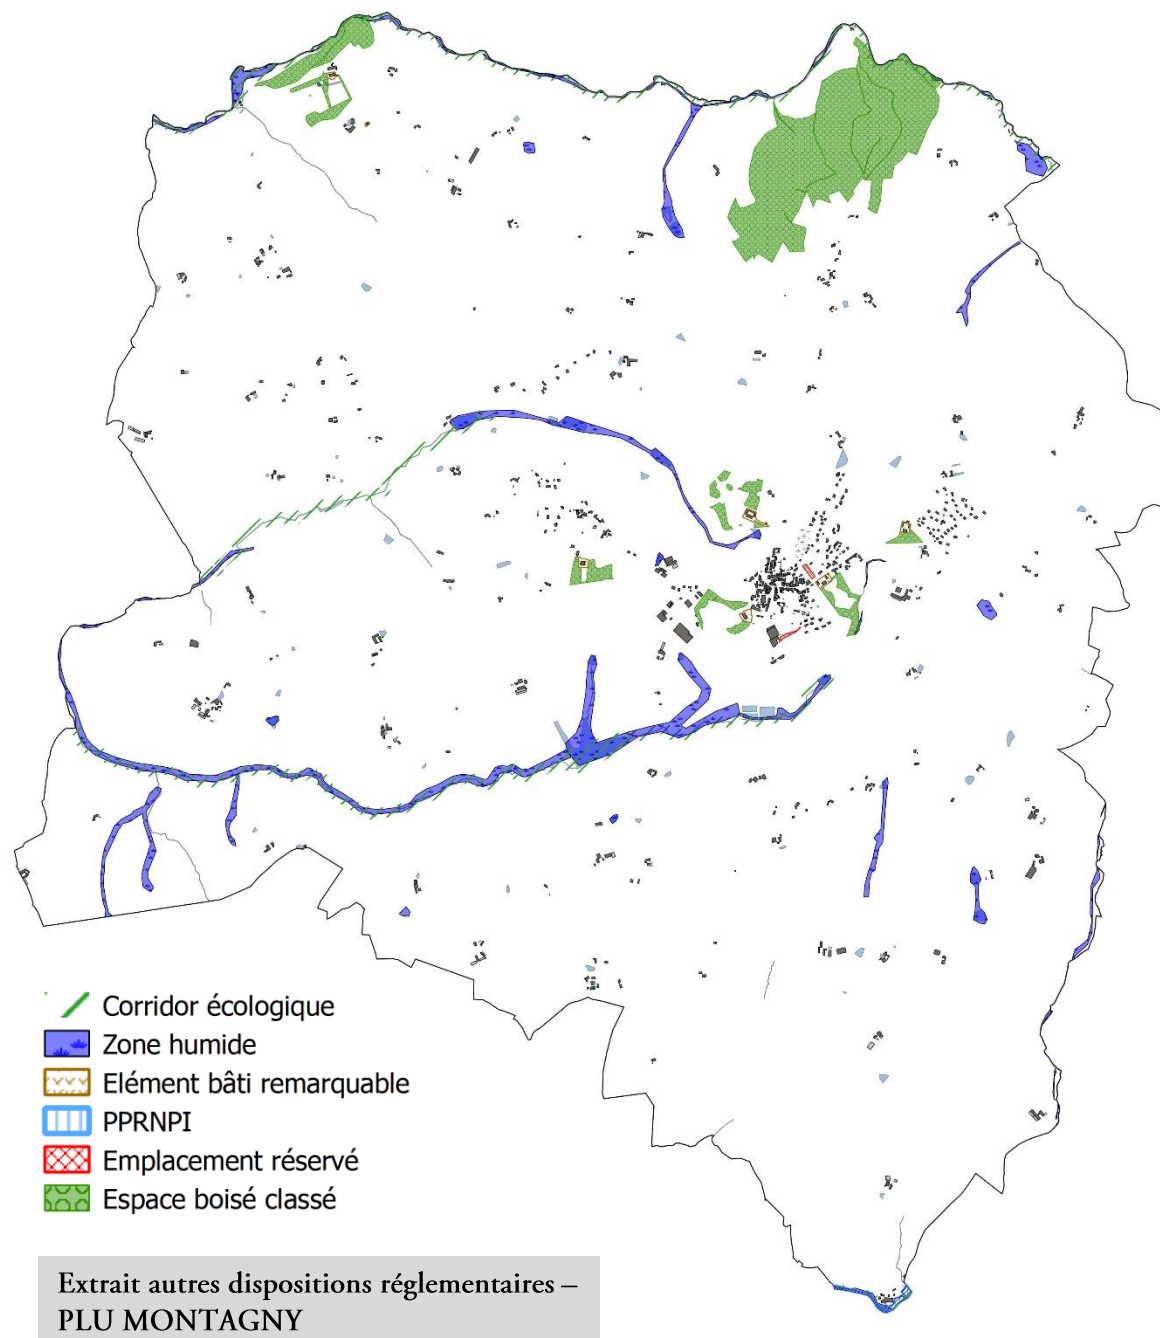 Corridor écologique
Zone humide
Elément bâti remarquable
PPRNPI
Emplacement réservé
Espace boisé classé
Extrait autres dispositions réglementaires –
PLU MONTAGNY